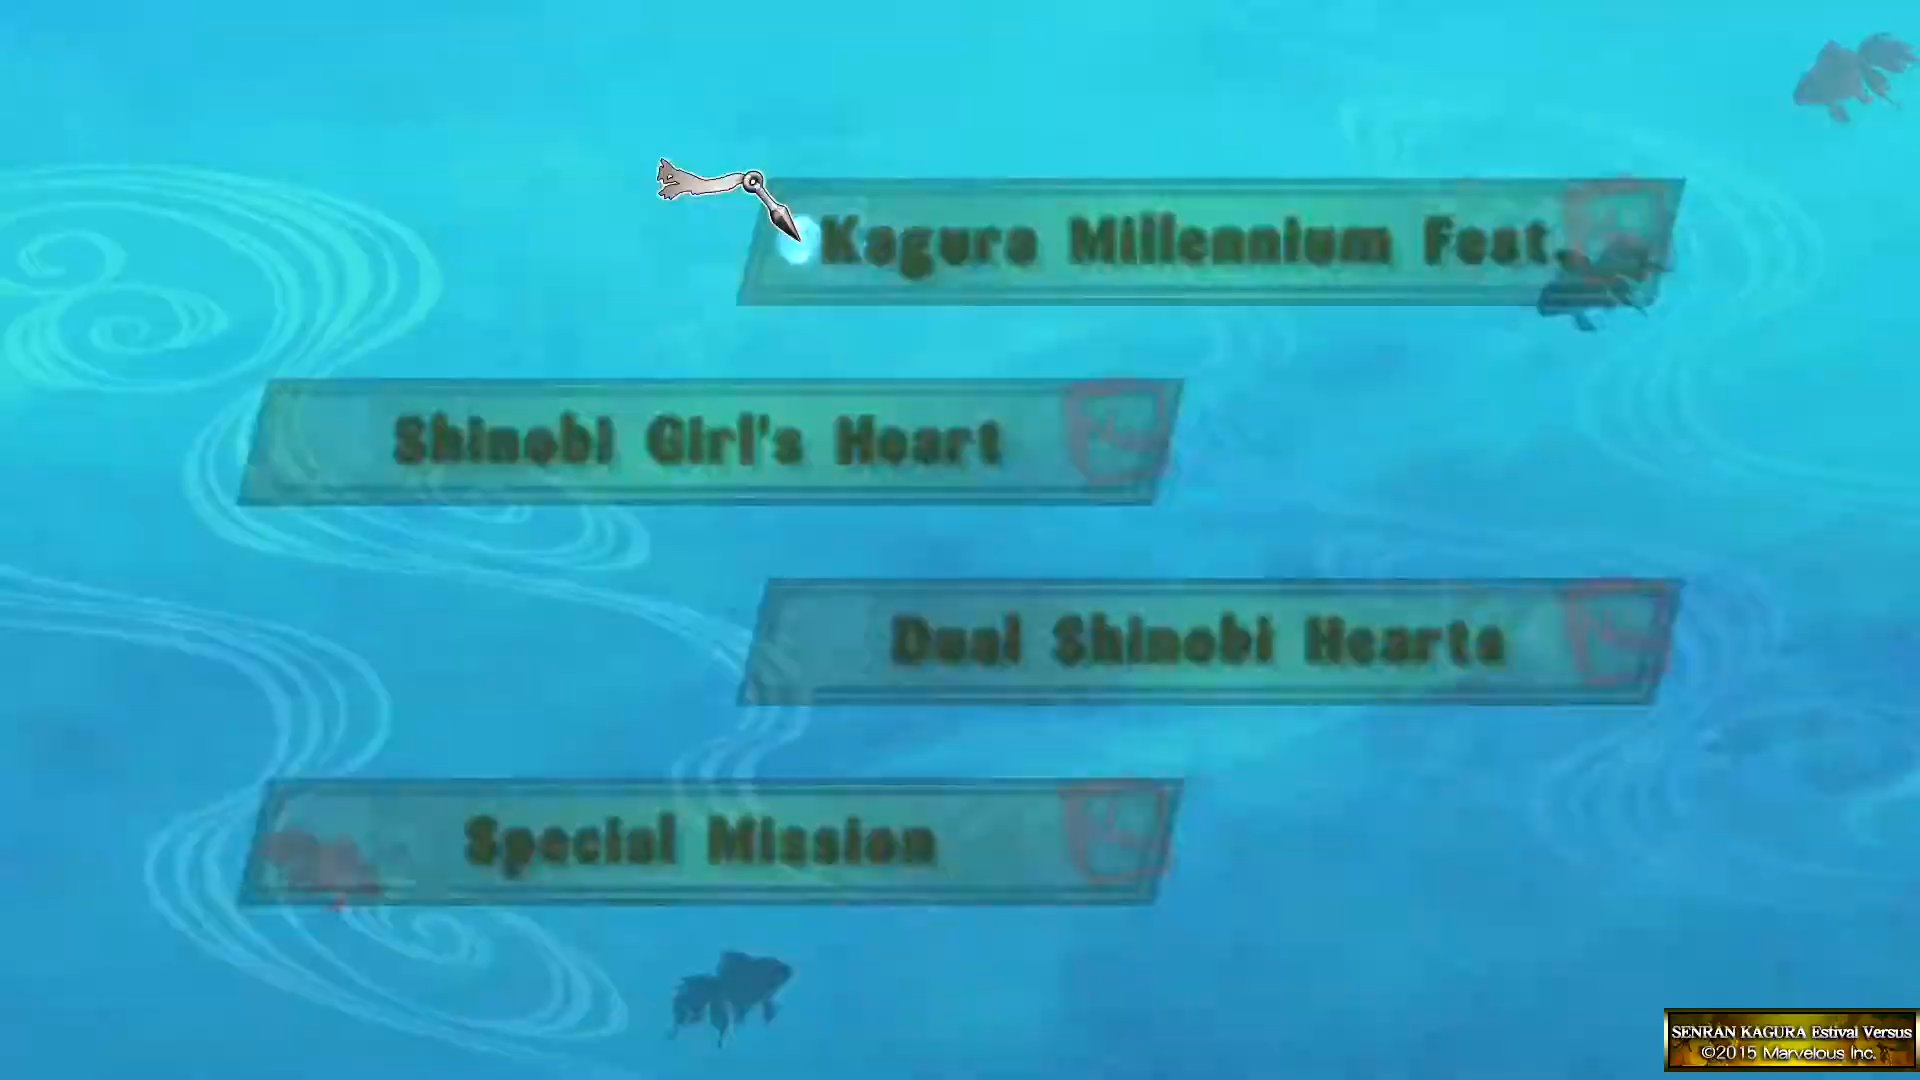 Kagura Millennium Fest.
Shinobi Girl's Heart
Dual Shinobi Hearts
Special Mission
SENRAN KAGURA Estival Versus
©2015 Marvelous Inc.